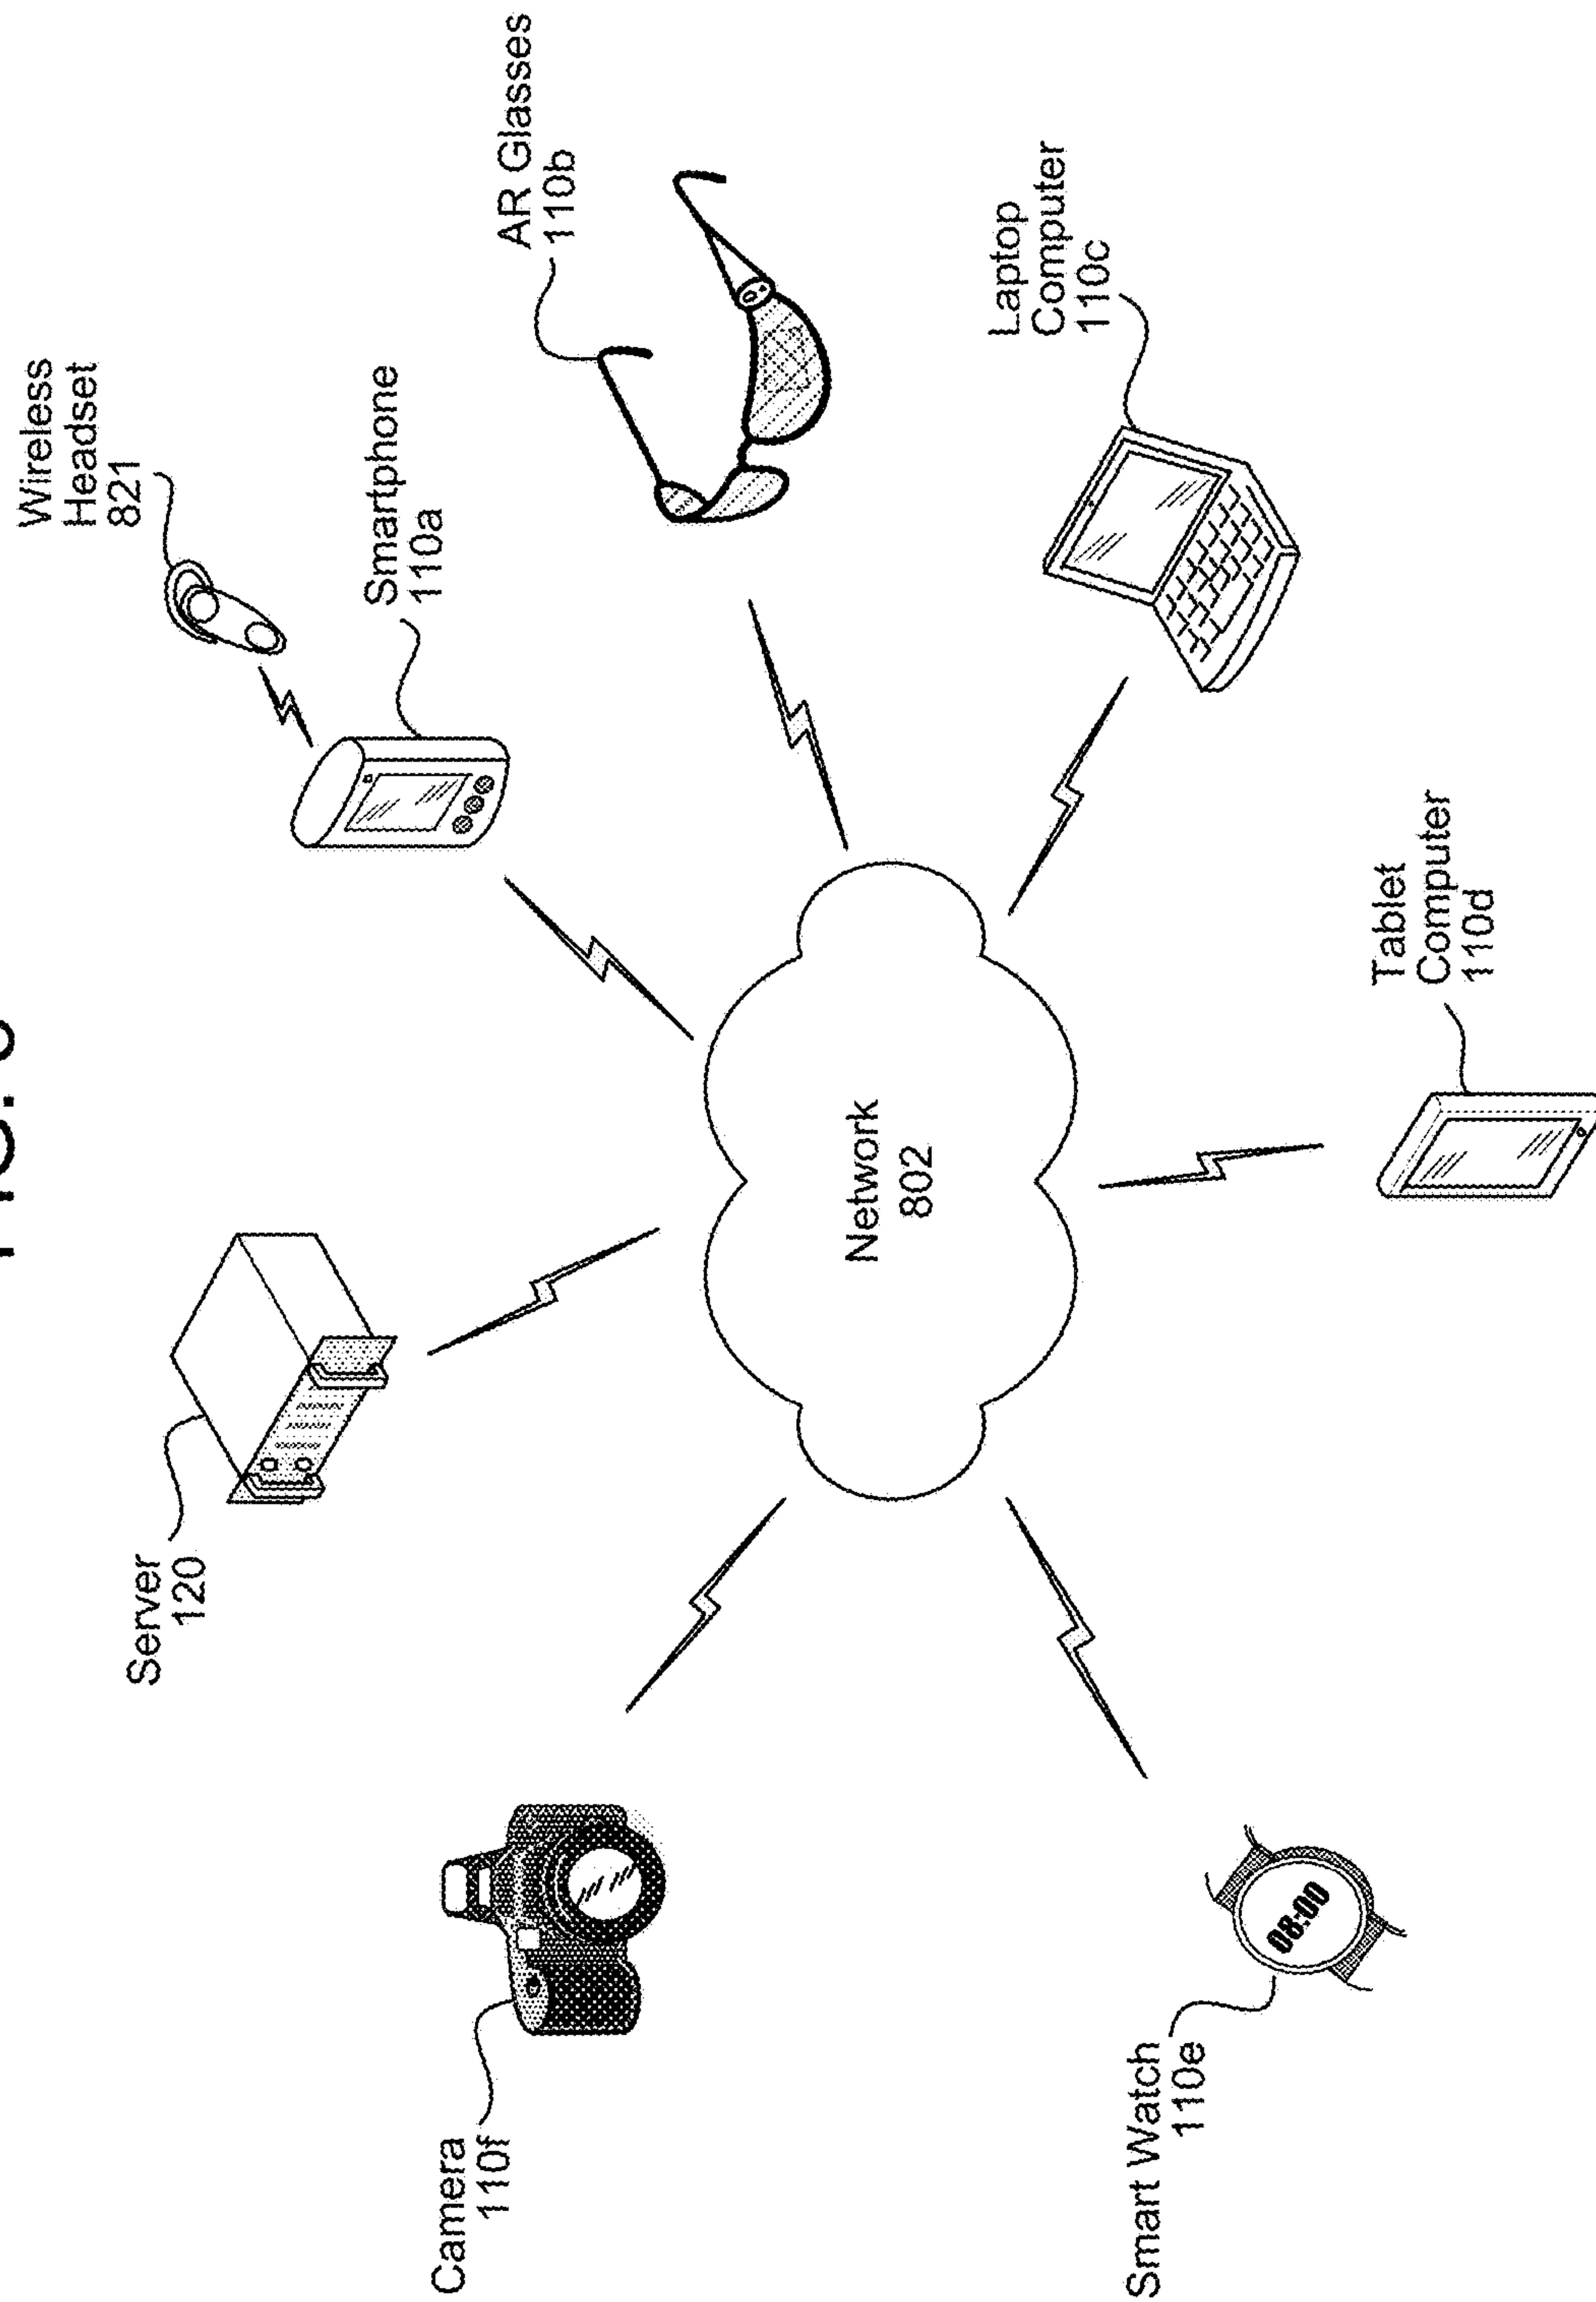 FIG.
Wireless
Headset
821
Server
120
Smartphone
110a
Camera
110f
AR Glasses
110b
Network
802
Laptop
Computer
110c
Smart Watch
110e
08:00
Tablet
Computer
110d